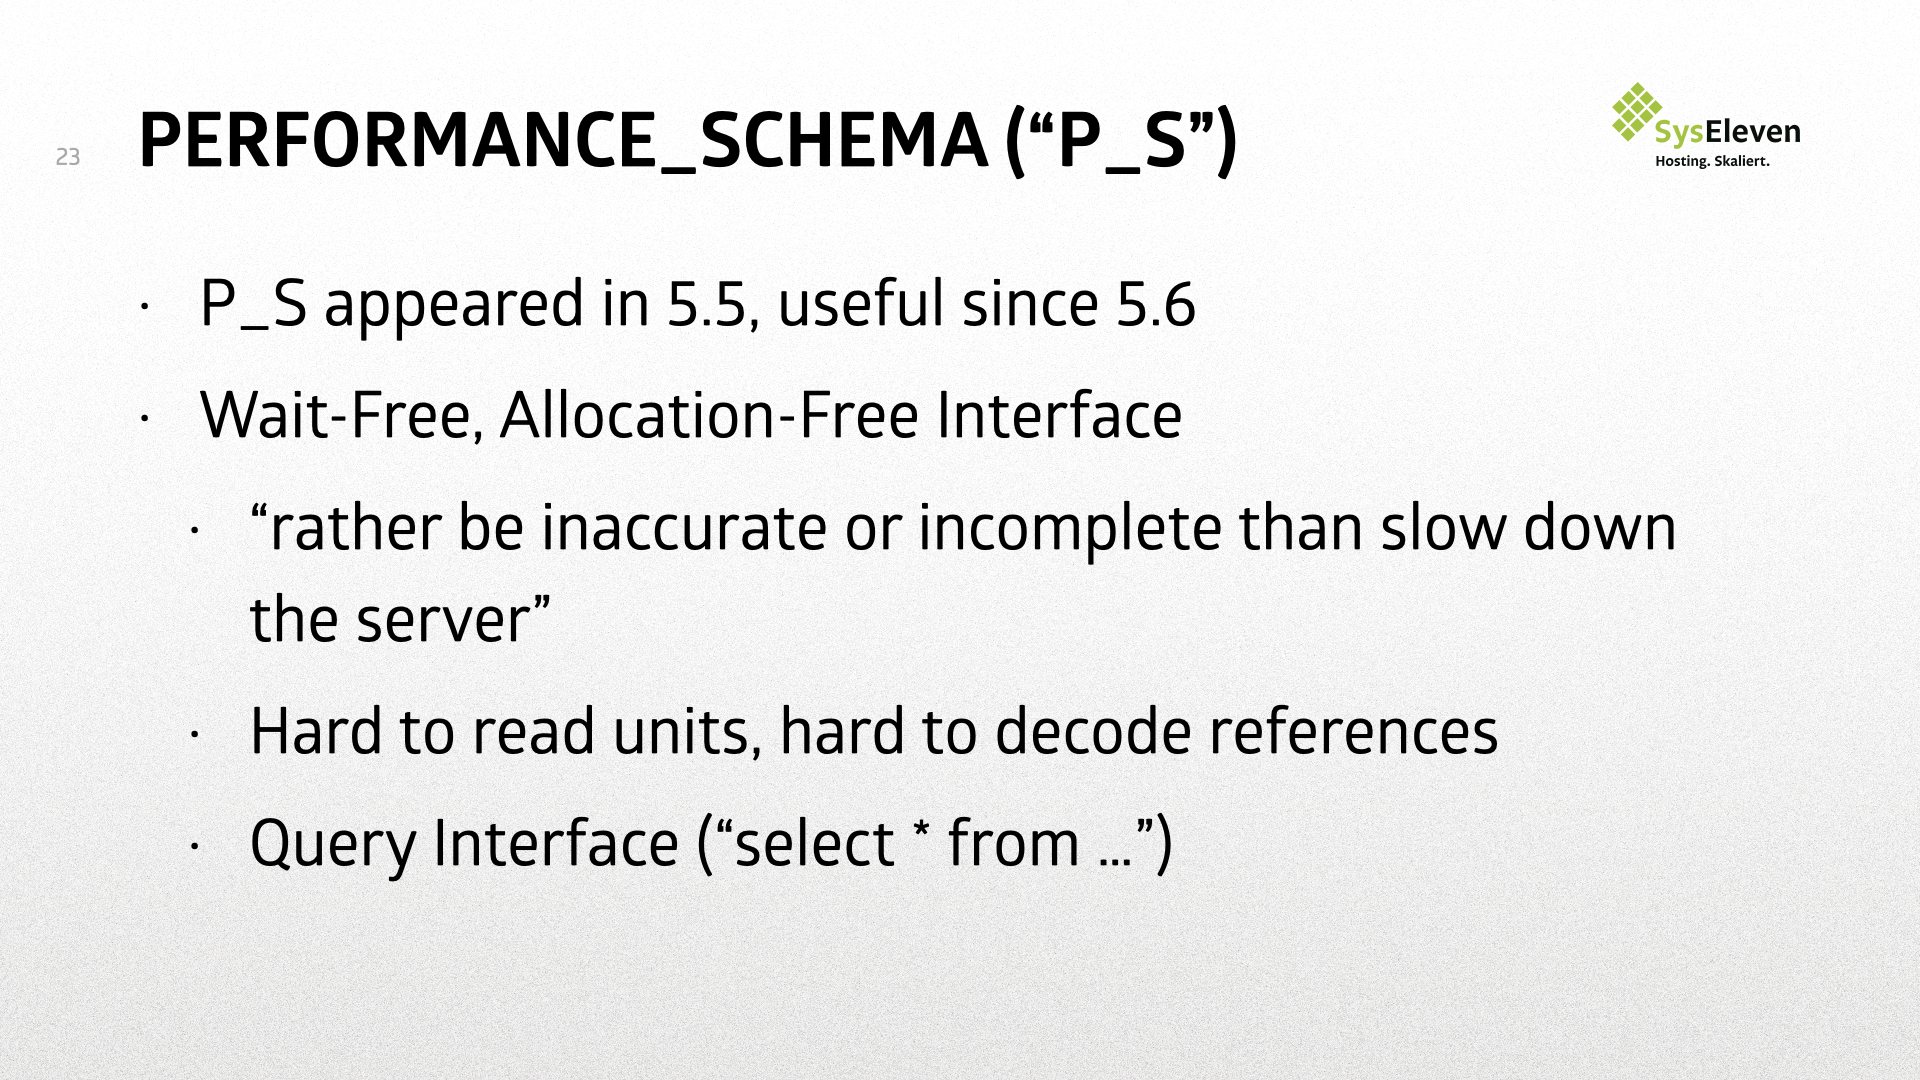 23
PERFORMANCE_SCHEMA (“P_S”)
SysEleven
Hosting. Skaliert.
· P_S appeared in 5.5, useful since 5.6
· Wait-Free, Allocation-Free Interface
· “rather be inaccurate or incomplete than slow down
the server”
· Hard to read units, hard to decode references
· Query Interface (“select * from …”)